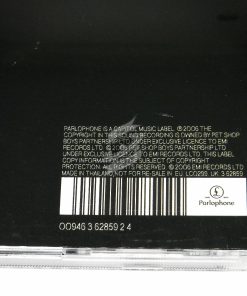 PARLOPHONE IS A CAPITOL MUSIC LABEL ℗ 2006 THE
COPYRIGHT IN THIS SOUND RECORDING IS OWNED BY PET SHOP
BOYS PARTNERSHIP LTD UNDER EXCLUSIVE LICENCE TO EMI
RECORDS LTD © 2006 PET SHOP BOYS PARTNERSHIP LTD
UNDER EXCLUSIVE LICENCE TO EMI RECORDS LTD. THIS LABEL
COPY INFORMATION IS THE SUBJECT OF COPYRIGHT
PROTECTION. ALL RIGHTS RESERVED. © 2006 EMI RECORDS LTD
MADE IN THAILAND NOT FOR RE-SALE IN EU LC0299 UK: 3 62859
Parlophone
00946 3 62859 2 4